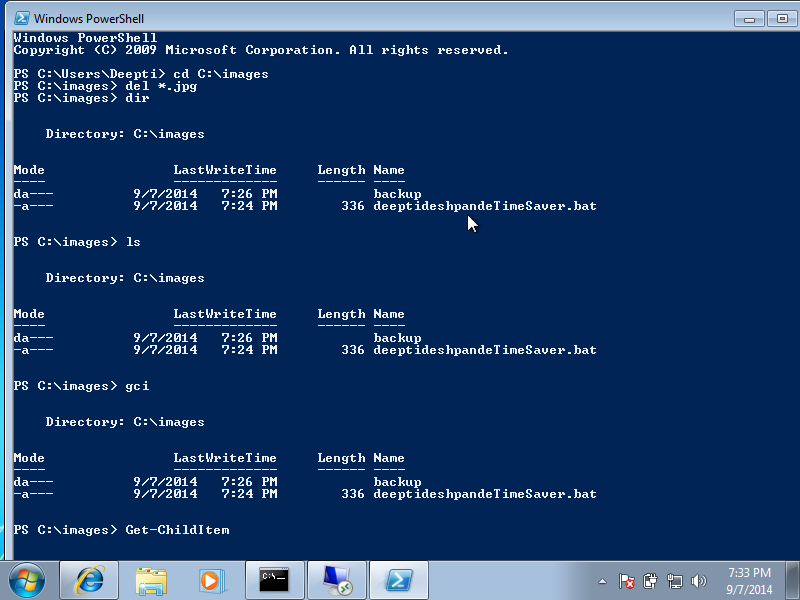 Windows PowerShell
Windows PowerShell
Copyright (C) 2009 Microsoft Corporation. All rights reserved.
PS C:\Users\Deepti> cd C:\images
PS C:\images> del *.jpg
PS C:\images> dir
Directory: C:\images
Mode LastWriteTime Length Name
---- ------------- ------ ----
da--- 9/7/2014 7:26 PM backup
-a--- 9/7/2014 7:24 PM 336 deeptideshpandeTimeSaver.bat
PS C:\images> ls
Directory: C:\images
Mode LastWriteTime Length Name
---- ------------- ------ ----
da--- 9/7/2014 7:26 PM backup
-a--- 9/7/2014 7:24 PM 336 deeptideshpandeTimeSaver.bat
PS C:\images> gci
Directory: C:\images
Mode LastWriteTime Length Name
---- ------------- ------ ----
da--- 9/7/2014 7:26 PM backup
-a--- 9/7/2014 7:24 PM 336 deeptideshpandeTimeSaver.bat
PS C:\images> Get-ChildItem
C:\_
7:33 PM
9/7/2014